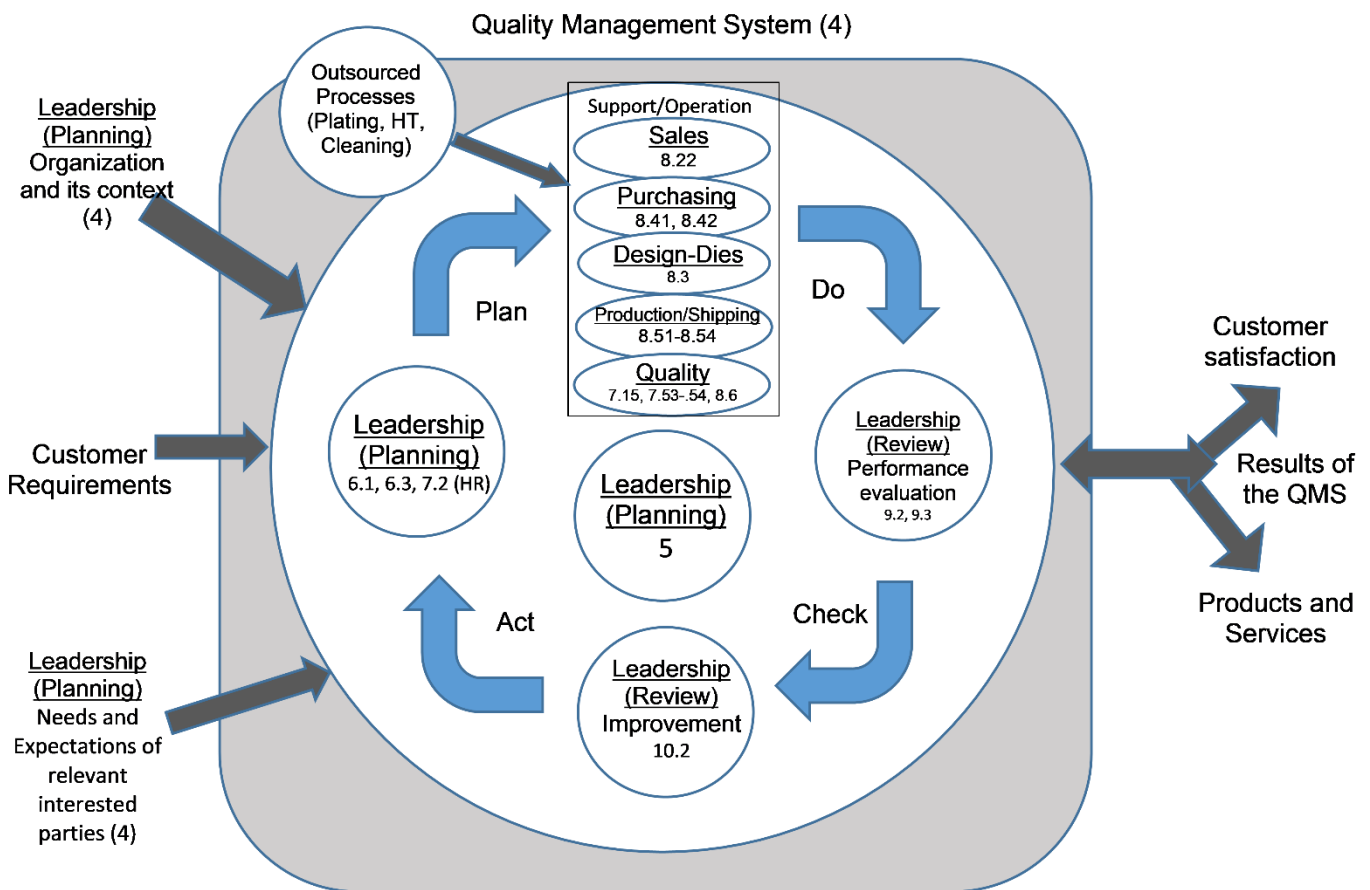 Quality Management System (4)
Outsourced
Processes
(Plating, HT,
Cleaning)
Leadership
(Planning)
Organization
and its context
(4)
Support/Operation
Sales
8.22
Purchasing
8.41, 8.42
Design-Dies
8.3
Production/Shipping
8.51-8.54
Quality
7.15, 7.53-.54, 8.6
Plan
Do
Customer
Requirements
Leadership
(Planning)
6.1, 6.3, 7.2 (HR)
Leadership
(Planning)
5
Leadership
(Review)
Performance
evaluation
9.2, 9.3
Customer
satisfaction
Results of
the QMS
Products and
Services
Act
Check
Leadership
(Review)
Improvement
10.2
Leadership
(Planning)
Needs and
Expectations of
relevant
interested
parties (4)